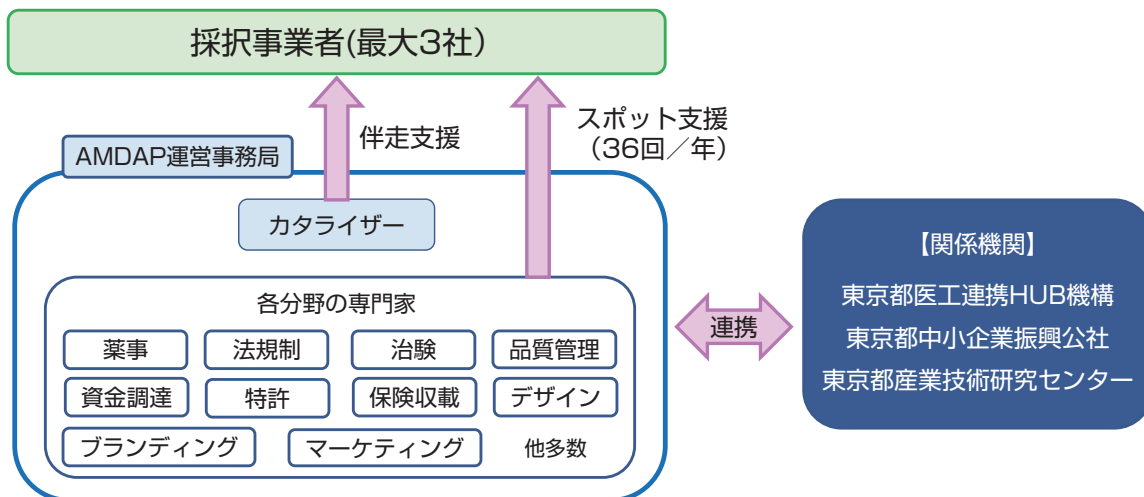 採択事業者(最大3社）
伴走支援
スポット支援
（36回／年）
AMDAP運営事務局
カタライザー
各分野の専門家
薬事
法規制
治験
品質管理
資金調達
特許
保険収載
デザイン
ブランディング
マーケティング
他多数
連携
【関係機関】
東京都医工連携HUB機構
東京都中小企業振興公社
東京都産業技術研究センター